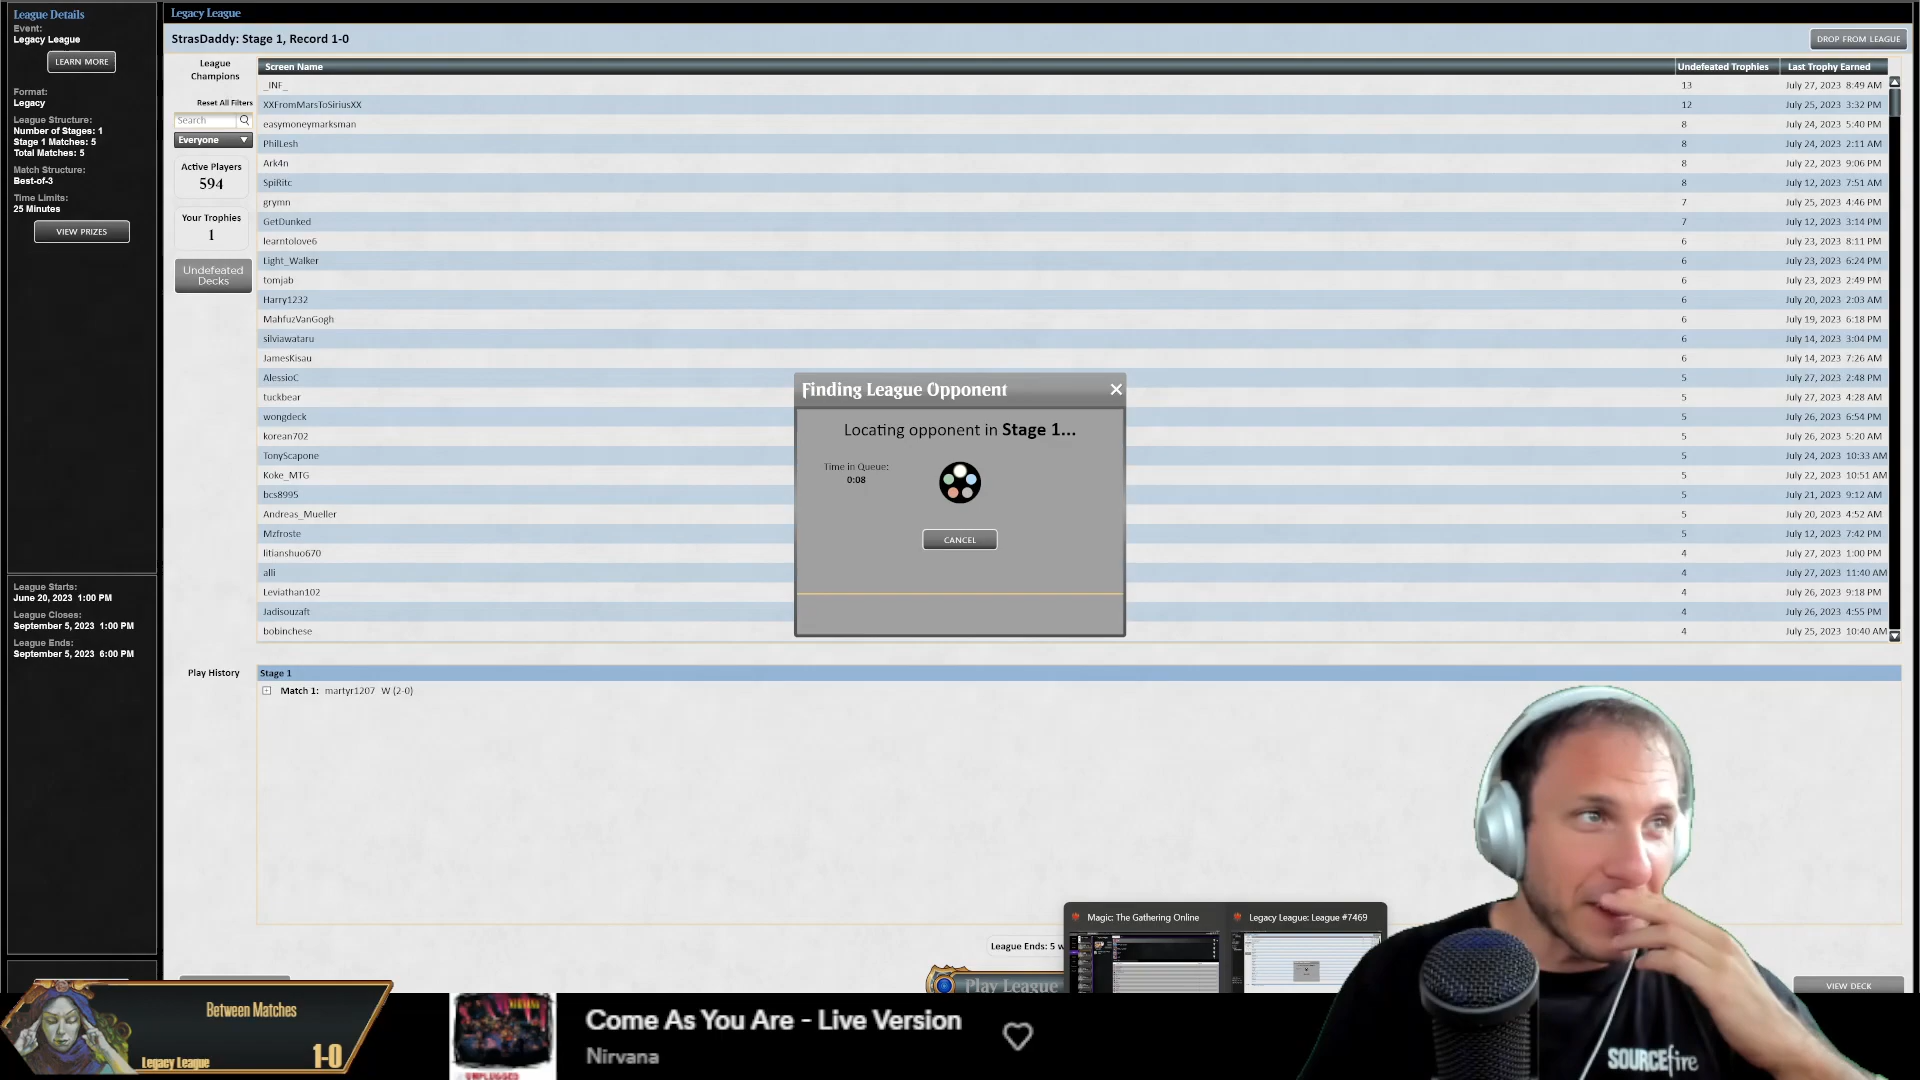 League Details
Event:
Legacy League
LEARN MORE
Format:
Legacy
League Structure:
Number of Stages: 1
Stage 1 Matches: 5
Total Matches: 5
Match Structure:
Best-of-3
Time Limits:
25 Minutes
VIEW PRIZES
League Starts:
June 20, 2023 1:00 PM
League Closes:
September 5, 2023 1:00 PM
League Ends:
September 5, 2023 6:00 PM
Legacy League
StrasDaddy: Stage 1, Record 1-0
DROP FROM LEAGUE
League
Champions
Reset All Filters
Search
Everyone
Active Players
594
Your Trophies
1
Undefeated
Decks
Screen Name Undefeated Trophies Last Trophy Earned
_INF_ 13 July 27, 2023 8:49 AM
XXFromMarsToSiriusXX 12 July 25, 2023 3:32 PM
easymoneymarksman 8 July 24, 2023 5:40 PM
PhilLesh 8 July 24, 2023 2:11 AM
Ark4n 8 July 22, 2023 9:06 PM
SpiRitc 8 July 12, 2023 7:51 AM
grymn 7 July 25, 2023 4:46 PM
GetDunked 7 July 12, 2023 3:14 PM
learntolove6 6 July 23, 2023 8:11 PM
Light_Walker 6 July 23, 2023 6:24 PM
tomjab 6 July 23, 2023 2:49 PM
Harry1232 6 July 20, 2023 2:03 AM
MahfuzVanGogh 6 July 19, 2023 6:18 PM
silviawataru 6 July 14, 2023 3:04 PM
JamesKisau 6 July 14, 2023 7:26 AM
AlessioC 5 July 27, 2023 2:48 PM
tuckbear 5 July 27, 2023 4:28 AM
wongdeck 5 July 26, 2023 6:54 PM
korean702 5 July 26, 2023 5:20 AM
TonyScapone 5 July 24, 2023 10:33 AM
Koke_MTG 5 July 22, 2023 10:51 AM
bcs8995 5 July 21, 2023 9:12 AM
Andreas_Mueller 5 July 20, 2023 4:52 AM
Mzfroste 5 July 12, 2023 7:42 PM
litianshuo670 4 July 27, 2023 1:00 PM
alli 4 July 27, 2023 11:40 AM
Leviathan102 4 July 26, 2023 9:18 PM
Jadisouzaft 4 July 26, 2023 4:55 PM
bobinchese 4 July 25, 2023 10:40 AM
Finding League Opponent
Locating opponent in Stage 1...
Time in Queue:
0:08
CANCEL
Play History
Stage 1
Match 1: martyr1207 W (2-0)
Magic: The Gathering Online
Legacy League: League #7469
League Ends: 5 w
Play League
VIEW DECK
Between Matches
Legacy League
1-0
Come As You Are - Live Version
Nirvana
UNPLUGGED
SOURCEfire